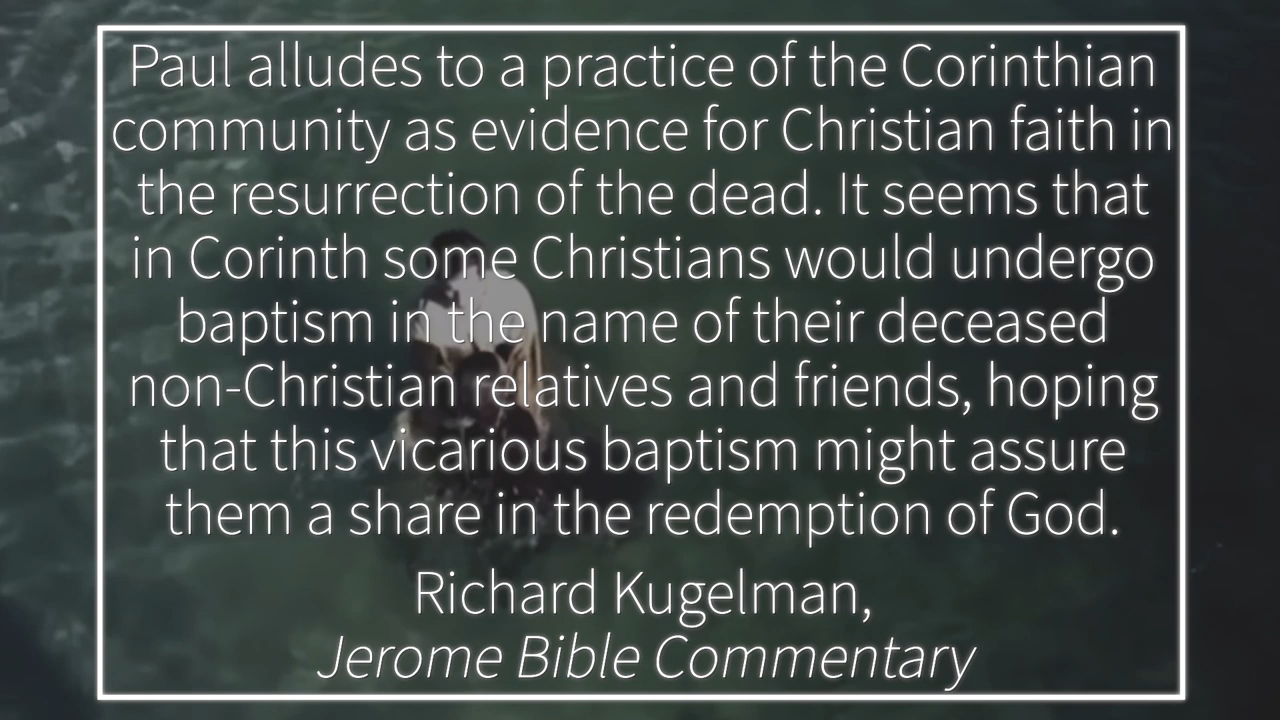 Paul alludes to a practice of the Corinthian
community as evidence for Christian faith in
the resurrection of the dead. It seems that
in Corinth some Christians would undergo
baptism in the name of their deceased
non-Christian relatives and friends, hoping
that this vicarious baptism might assure
them a share in the redemption of God.
Richard Kugelman,
Jerome Bible Commentary